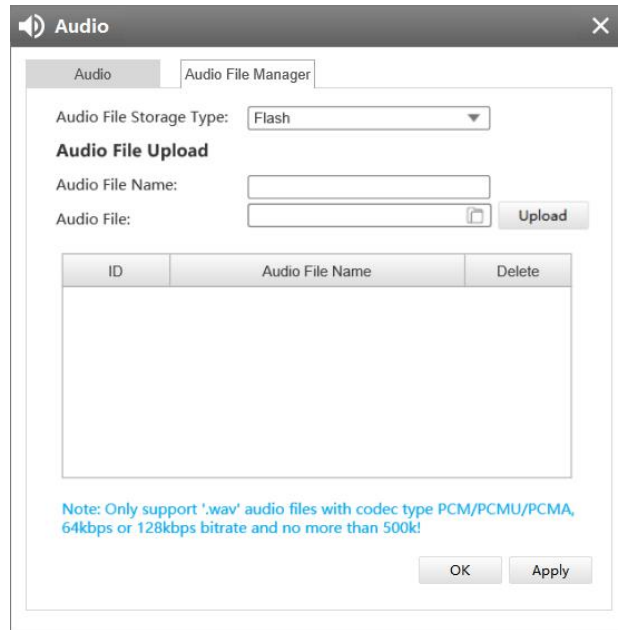 Audio
Audio Audio File Manager
Audio File Storage Type: Flash
Audio File Upload
Audio File Name:
Audio File: Upload
ID Audio File Name Delete
Note: Only support '.wav' audio files with codec type PCM/PCMU/PCMA,
64kbps or 128kbps bitrate and no more than 500k!
OK Apply